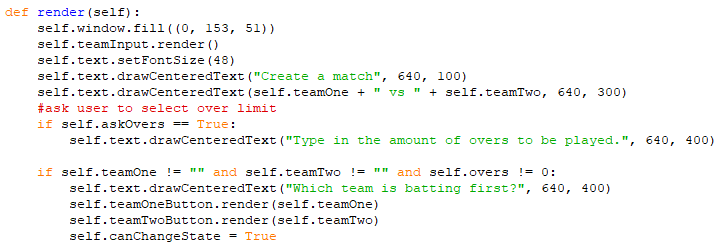 def render(self):
    self.window.fill((0, 153, 51))
    self.teamInput.render()
    self.text.setFontSize(48)
    self.text.drawCenteredText("Create a match", 640, 100)
    self.text.drawCenteredText(self.teamOne + " vs " + self.teamTwo, 640, 300)
    #ask user to select over limit
    if self.askOvers == True:
        self.text.drawCenteredText("Type in the amount of overs to be played.", 640, 400)

    if self.teamOne != "" and self.teamTwo != "" and self.overs != 0:
        self.text.drawCenteredText("Which team is batting first?", 640, 400)
        self.teamOneButton.render(self.teamOne)
        self.teamTwoButton.render(self.teamTwo)
        self.canChangeState = True